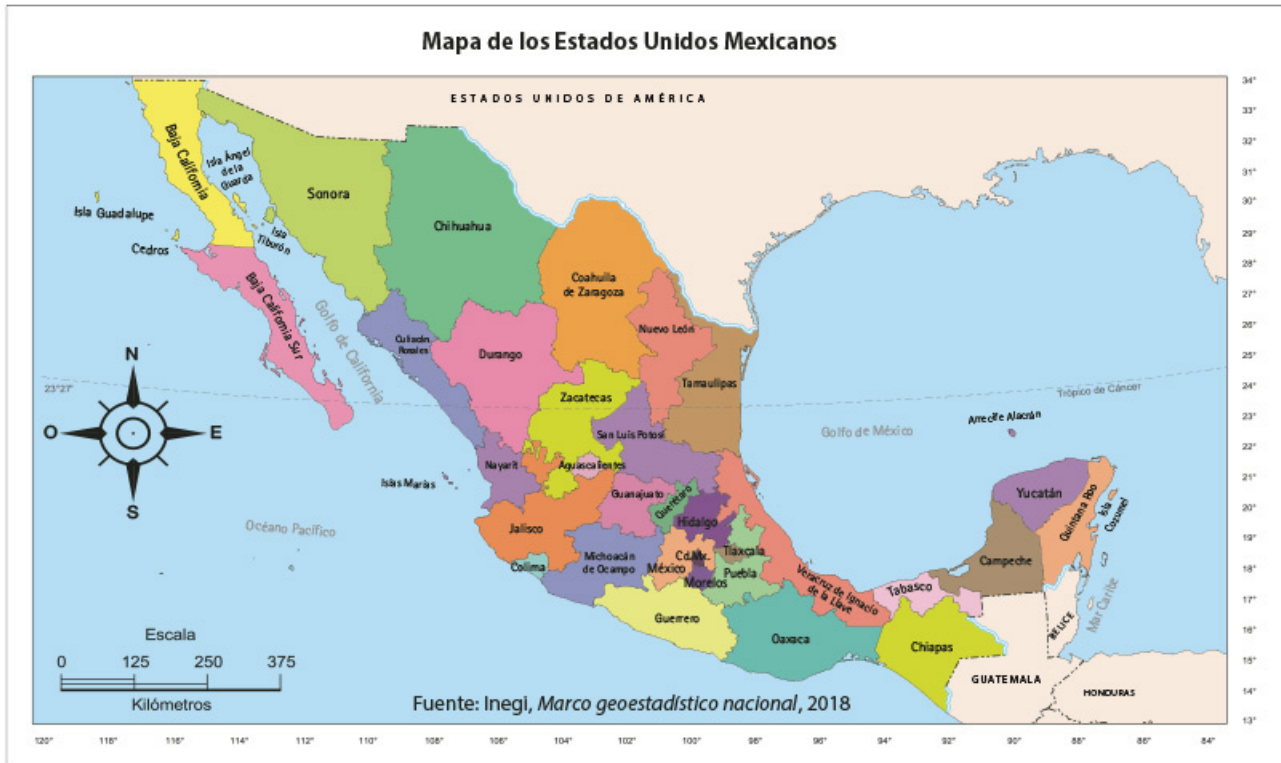 Mapa de los Estados Unidos Mexicanos
ESTADOS UNIDOS DE AMÉRICA
Baja California
Isla Ángel
de la
Guarga
Isla Guadalupe
Isla
Tiburón
Cedros
Sonora
Chihuahua
Coahuila
de Zaragoza
Baja California Sur
Golfo de California
Culiacán
Rosales
Durango
Nuevo León
Tamaulipas
N
O
E
S
23°27'
Trópico de Cáncer
Zacatecas
San Luis Potosí
Golfo de México
Arrecife Alacrán
Nayarit
Aguascalientes
Islas Marías
Guanajuato
Querétaro
Hidalgo
Yucatán
Quintana Roo
Isla
Cozumel
Océano Pacífico
Jalisco
Colima
Michoacán
de Ocampo
México
Cd.Mx.
Tlaxcala
Morelos
Puebla
Veracruz de Ignacio
de la Llave
Tabasco
Campeche
Mar Caribe
BELICE
Guerrero
Oaxaca
Chiapas
GUATEMALA
HONDURAS
Escala
0 125 250 375
Kilómetros
Fuente: Inegi, Marco geoestadístico nacional, 2018
34°
33°
32°
31°
30°
29°
28°
27°
26°
25°
24°
23°
22°
21°
20°
19°
18°
17°
16°
15°
14°
13°
120° 118° 116° 114° 112° 110° 108° 106° 104° 102° 100° 98° 96° 94° 92° 90° 88° 86° 84°